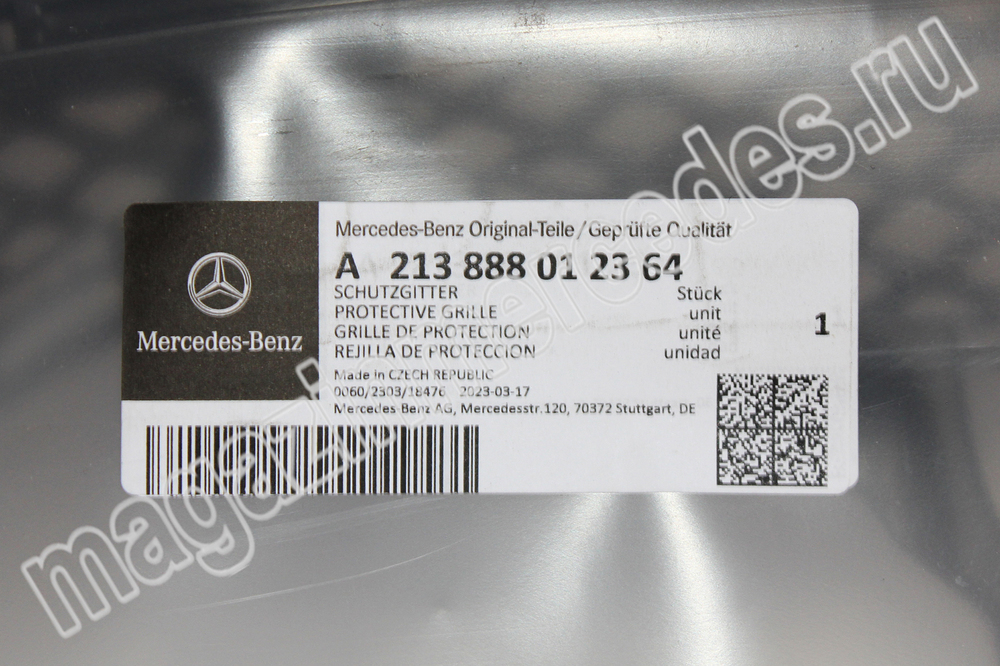 Mercedes-Benz Original-Teile/Geprüfte Qualität
A 213 888 01 23 64
SCHUTZGITTER Stück
PROTECTIVE GRILLE unit
GRILLE DE PROTECTION unité
REJILLA DE PROTECCION unidad
1
Made in CZECH REPUBLIC
0060/2303/18476 2023-03-17
Mercedes-Benz AG, Mercedesstr.120, 70372 Stuttgart, DE
Mercedes-Benz
magazinmercedes.ru